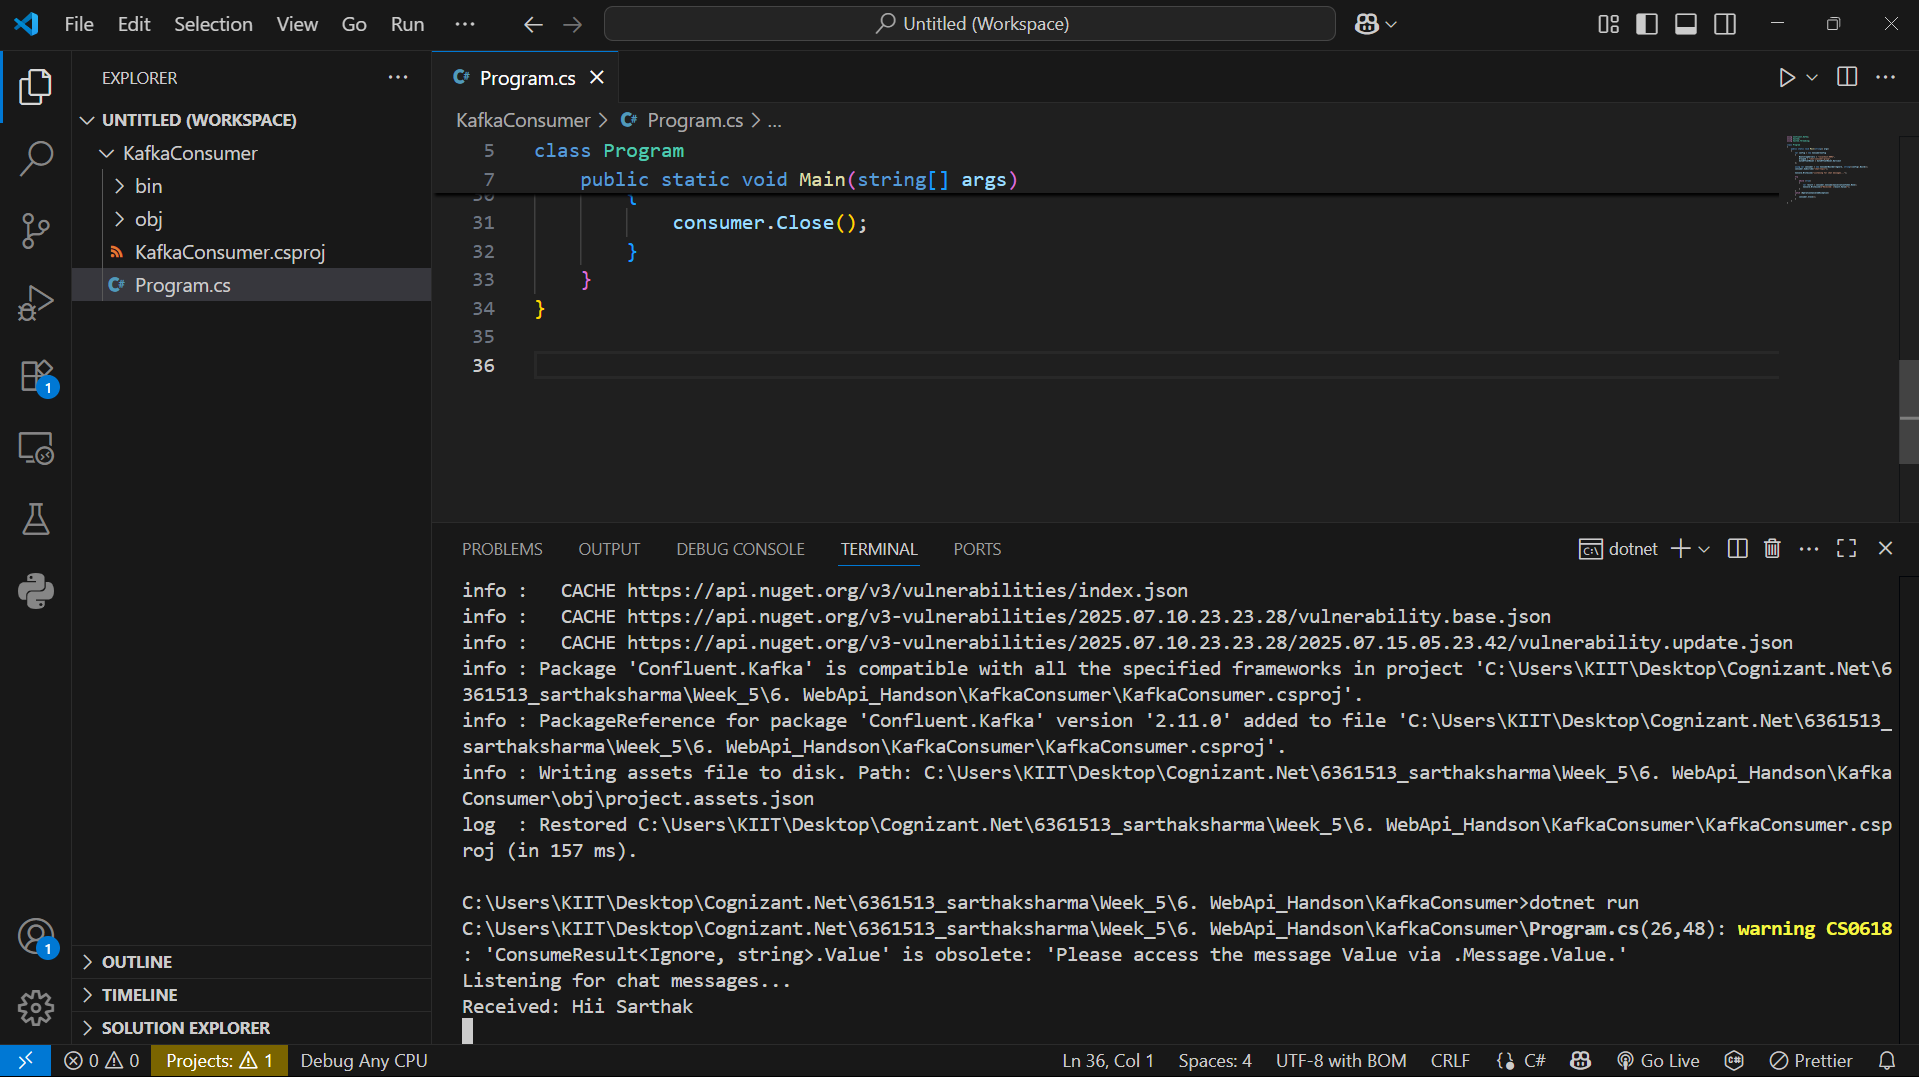 File Edit Selection View Go Run ... Untitled (Workspace)
EXPLORER ...
UNTITLED (WORKSPACE)
KafkaConsumer
bin
obj
KafkaConsumer.csproj
C# Program.cs
1
1
C# Program.cs
KafkaConsumer > C# Program.cs > ...
5 class Program
7 public static void Main(string[] args)
30 {
31 consumer.Close();
32 }
33 }
34 }
35
36
PROBLEMS OUTPUT DEBUG CONSOLE TERMINAL PORTS dotnet
info :   CACHE https://api.nuget.org/v3/vulnerabilities/index.json
info :   CACHE https://api.nuget.org/v3-vulnerabilities/2025.07.10.23.23.28/vulnerability.base.json
info :   CACHE https://api.nuget.org/v3-vulnerabilities/2025.07.10.23.23.28/2025.07.15.05.23.42/vulnerability.update.json
info : Package 'Confluent.Kafka' is compatible with all the specified frameworks in project 'C:\Users\KIIT\Desktop\Cognizant.Net\6
361513_sarthaksharma\Week_5\6. WebApi_Handson\KafkaConsumer\KafkaConsumer.csproj'.
info : PackageReference for package 'Confluent.Kafka' version '2.11.0' added to file 'C:\Users\KIIT\Desktop\Cognizant.Net\6361513_
sarthaksharma\Week_5\6. WebApi_Handson\KafkaConsumer\KafkaConsumer.csproj'.
info : Writing assets file to disk. Path: C:\Users\KIIT\Desktop\Cognizant.Net\6361513_sarthaksharma\Week_5\6. WebApi_Handson\Kafka
Consumer\obj\project.assets.json
log  : Restored C:\Users\KIIT\Desktop\Cognizant.Net\6361513_sarthaksharma\Week_5\6. WebApi_Handson\KafkaConsumer\KafkaConsumer.csp
roj (in 157 ms).
C:\Users\KIIT\Desktop\Cognizant.Net\6361513_sarthaksharma\Week_5\6. WebApi_Handson\KafkaConsumer>dotnet run
C:\Users\KIIT\Desktop\Cognizant.Net\6361513_sarthaksharma\Week_5\6. WebApi_Handson\KafkaConsumer\Program.cs(26,48): warning CS0618
: 'ConsumeResult<Ignore, string>.Value' is obsolete: 'Please access the message Value via .Message.Value.'
Listening for chat messages...
Received: Hii Sarthak
OUTLINE
TIMELINE
SOLUTION EXPLORER
0 0 Projects: 1 Debug Any CPU Ln 36, Col 1 Spaces: 4 UTF-8 with BOM CRLF {} C# Go Live Prettier